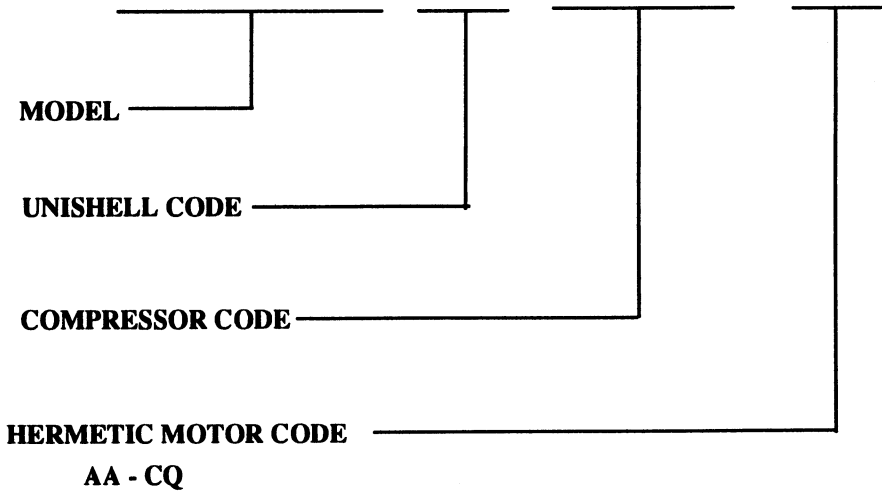 MODEL
UNISHELL CODE
COMPRESSOR CODE
HERMETIC MOTOR CODE
AA - CQ